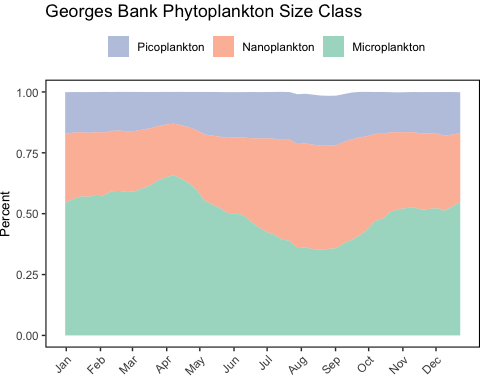 Georges Bank Phytoplankton Size Class
Picoplankton Nanoplankton Microplankton
1.00
0.75
0.50
0.25
0.00
Percent
Jan Feb Mar Apr May Jun Jul Aug Sep Oct Nov Dec